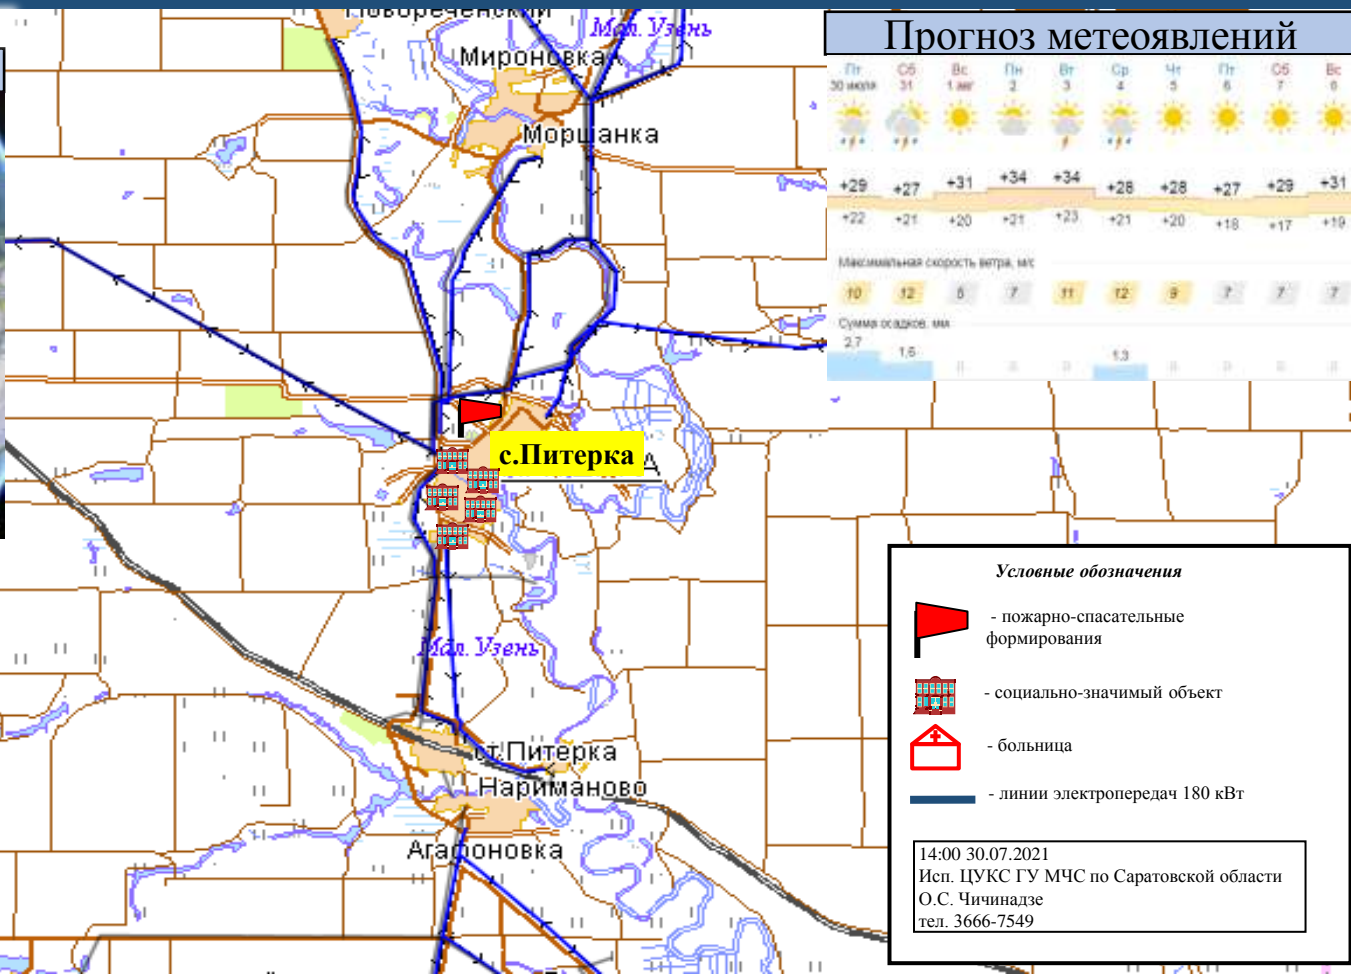 Новореченский
Мал. Узень
Мироновка
Моршанка
Прогноз метеоявлений
Пт Сб Вс Пн Вт Ср Чт Пт Сб Вс
30 июля 31 1 авг 2 3 4 5 6 7 8
+29 +27 +31 +34 +34 +28 +28 +27 +29 +31
+22 +21 +20 +21 +23 +21 +20 +18 +17 +19
Максимальная скорость ветра, м/с
10 12 7 11 12 9 7 7 7
Сумма осадков, мм
2,7 1,6 1,3
с.Питерка
Мал. Узень
ст.Питерка
Нариманово
Агафоновка
Условные обозначения
- пожарно-спасательные
формирования
- социально-значимый объект
- больница
- линии электропередач 180 кВт
14:00 30.07.2021
Исп. ЦУКС ГУ МЧС по Саратовской области
О.С. Чичинадзе
тел. 3666-7549